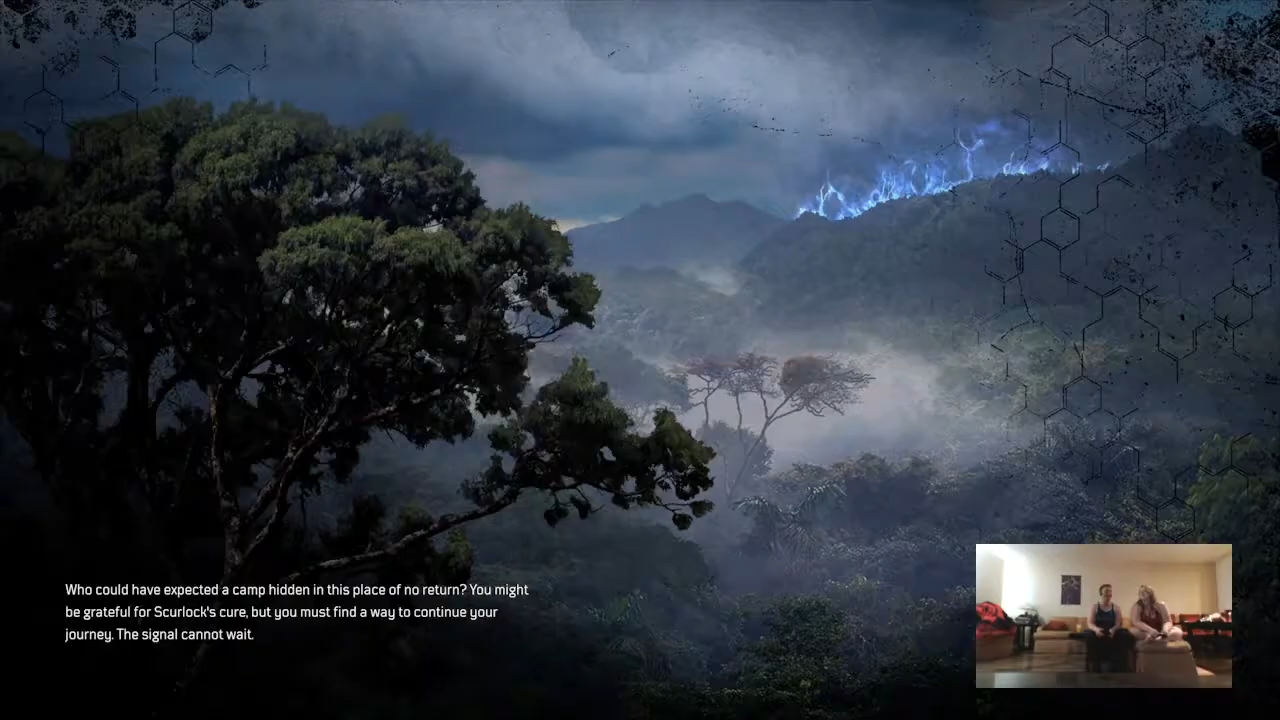 Who could have expected a camp hidden in this place of no return? You might
be grateful for Scurlock's cure, but you must find a way to continue your
journey. The signal cannot wait.